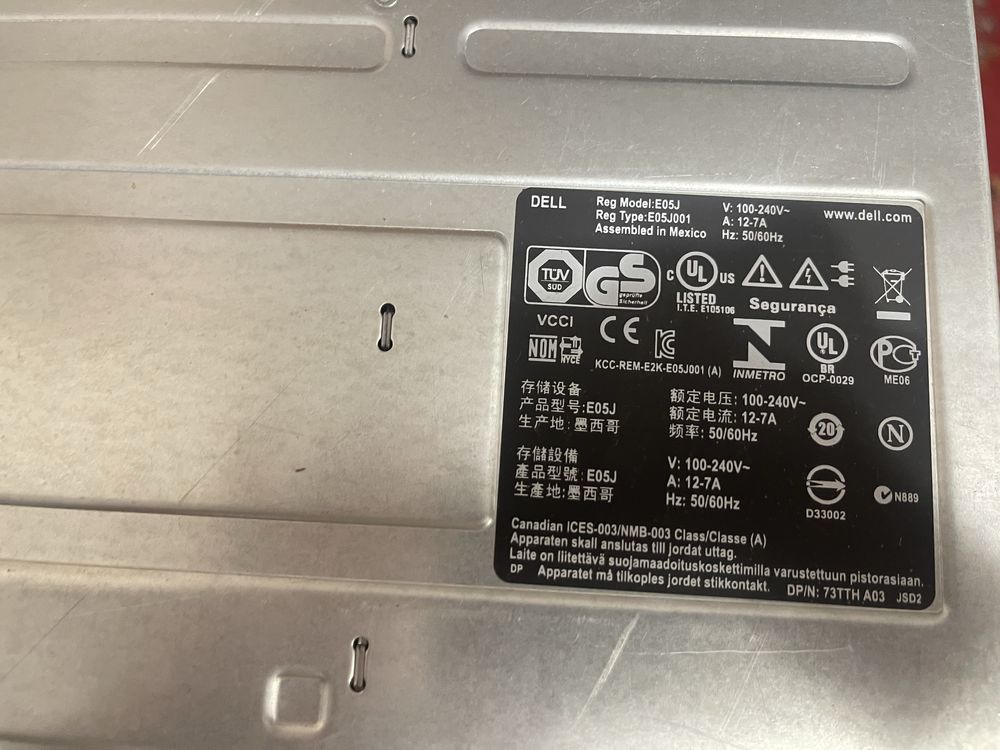 DELL
Reg Model:E05J
Reg Type:E05J001
Assembled in Mexico
V: 100-240V~
A: 12-7A
Hz: 50/60Hz
www.dell.com
TÜV
SÜD
GS
geprüfte
Sicherheit
c UL us
LISTED
I.T.E. E105106
Segurança
VCCI
CE
NOM
NYCE
KCC-REM-E2K-E05J001 (A)
INMETRO
UL
BR
OCP-0029
PCT
ME06
存储设备
产品型号:E05J
生产地: 墨西哥
额定电压: 100-240V~
额定电流: 12-7A
频率: 50/60Hz
20
N
存儲設備
產品型號:E05J
生產地:墨西哥
V: 100-240V~
A: 12-7A
Hz: 50/60Hz
D33002
N889
Canadian ICES-003/NMB-003 Class/Classe (A)
Apparaten skall anslutas till jordat uttag.
Laite on liitettävä suojamaadoituskoskettimilla varustettuun pistorasiaan.
DP Apparatet må tilkoples jordet stikkontakt. DP/N: 73TTH A03 JSD2